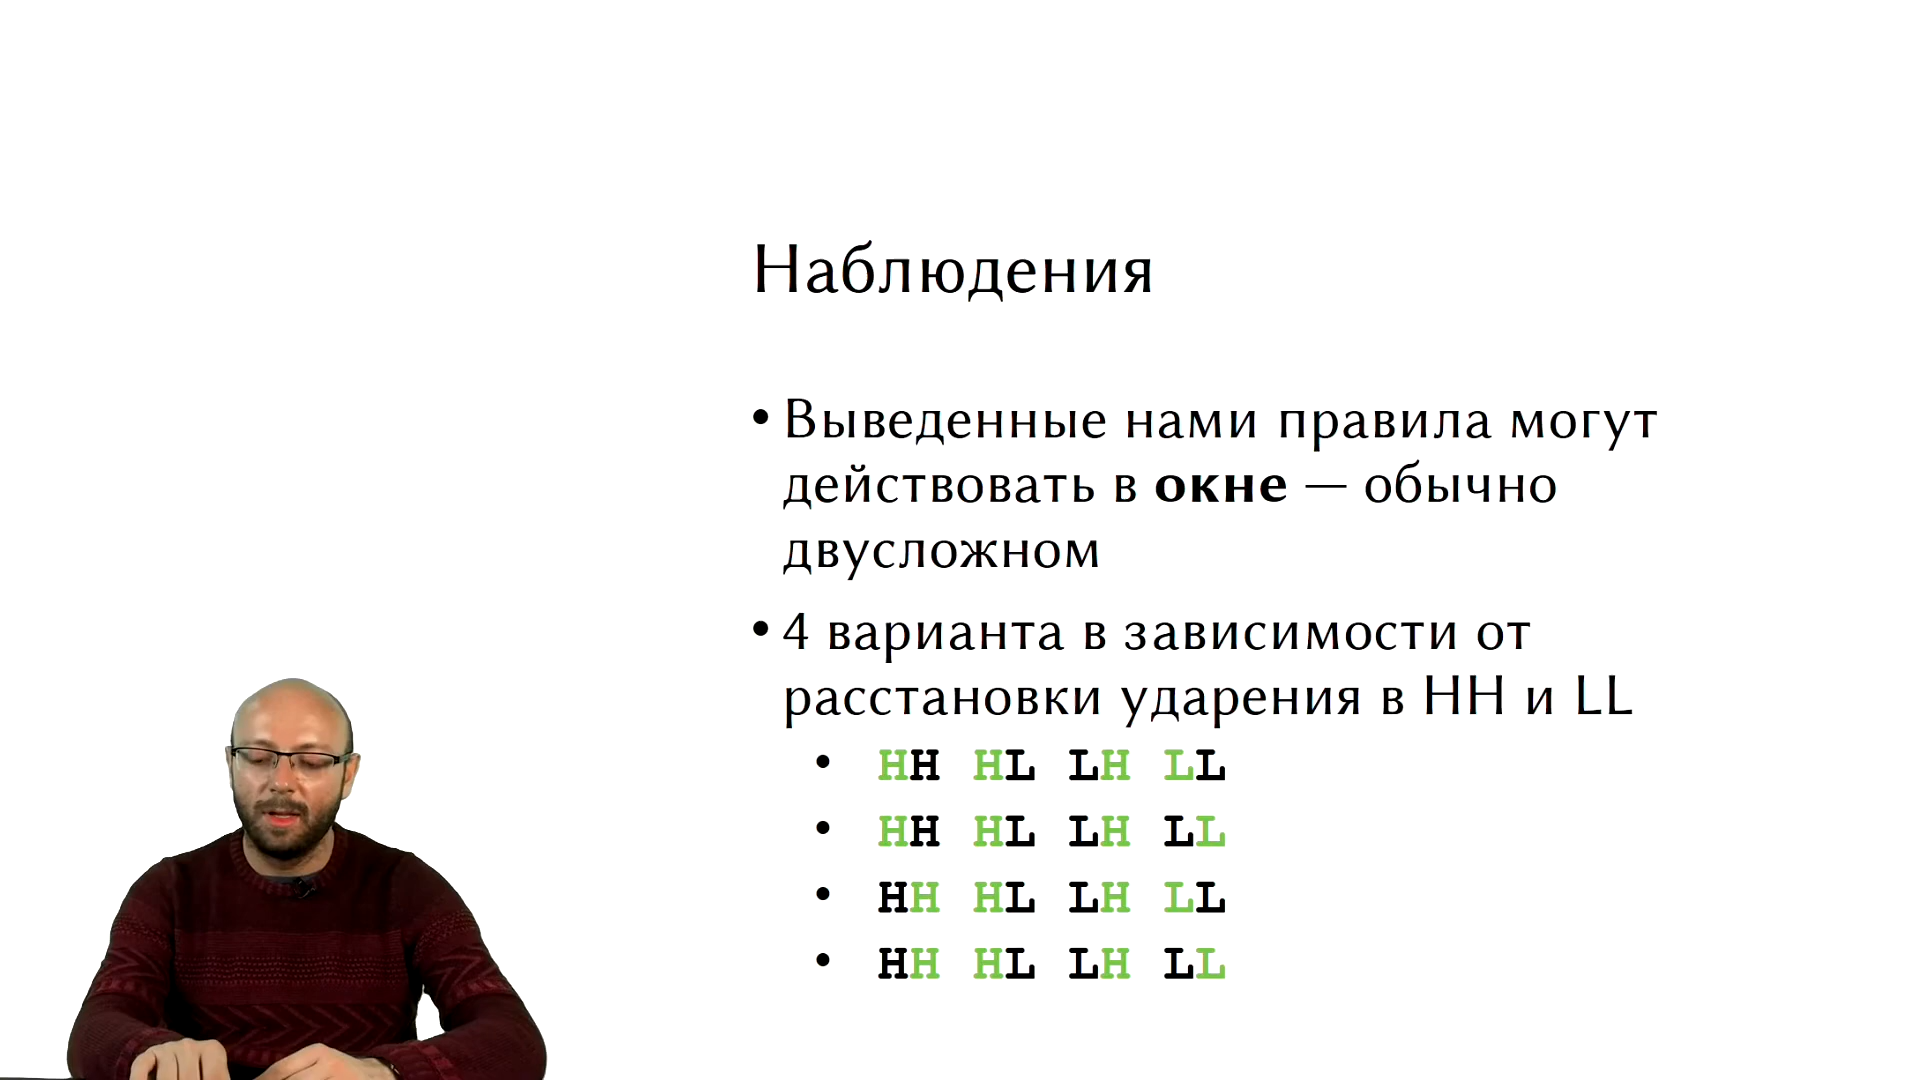 Наблюдения
• Выведенные нами правила могут
действовать в окне — обычно
двусложном
• 4 варианта в зависимости от
расстановки ударения в HH и LL
• HH HL LH LL
• HH HL LH LL
• HH HL LH LL
• HH HL LH LL